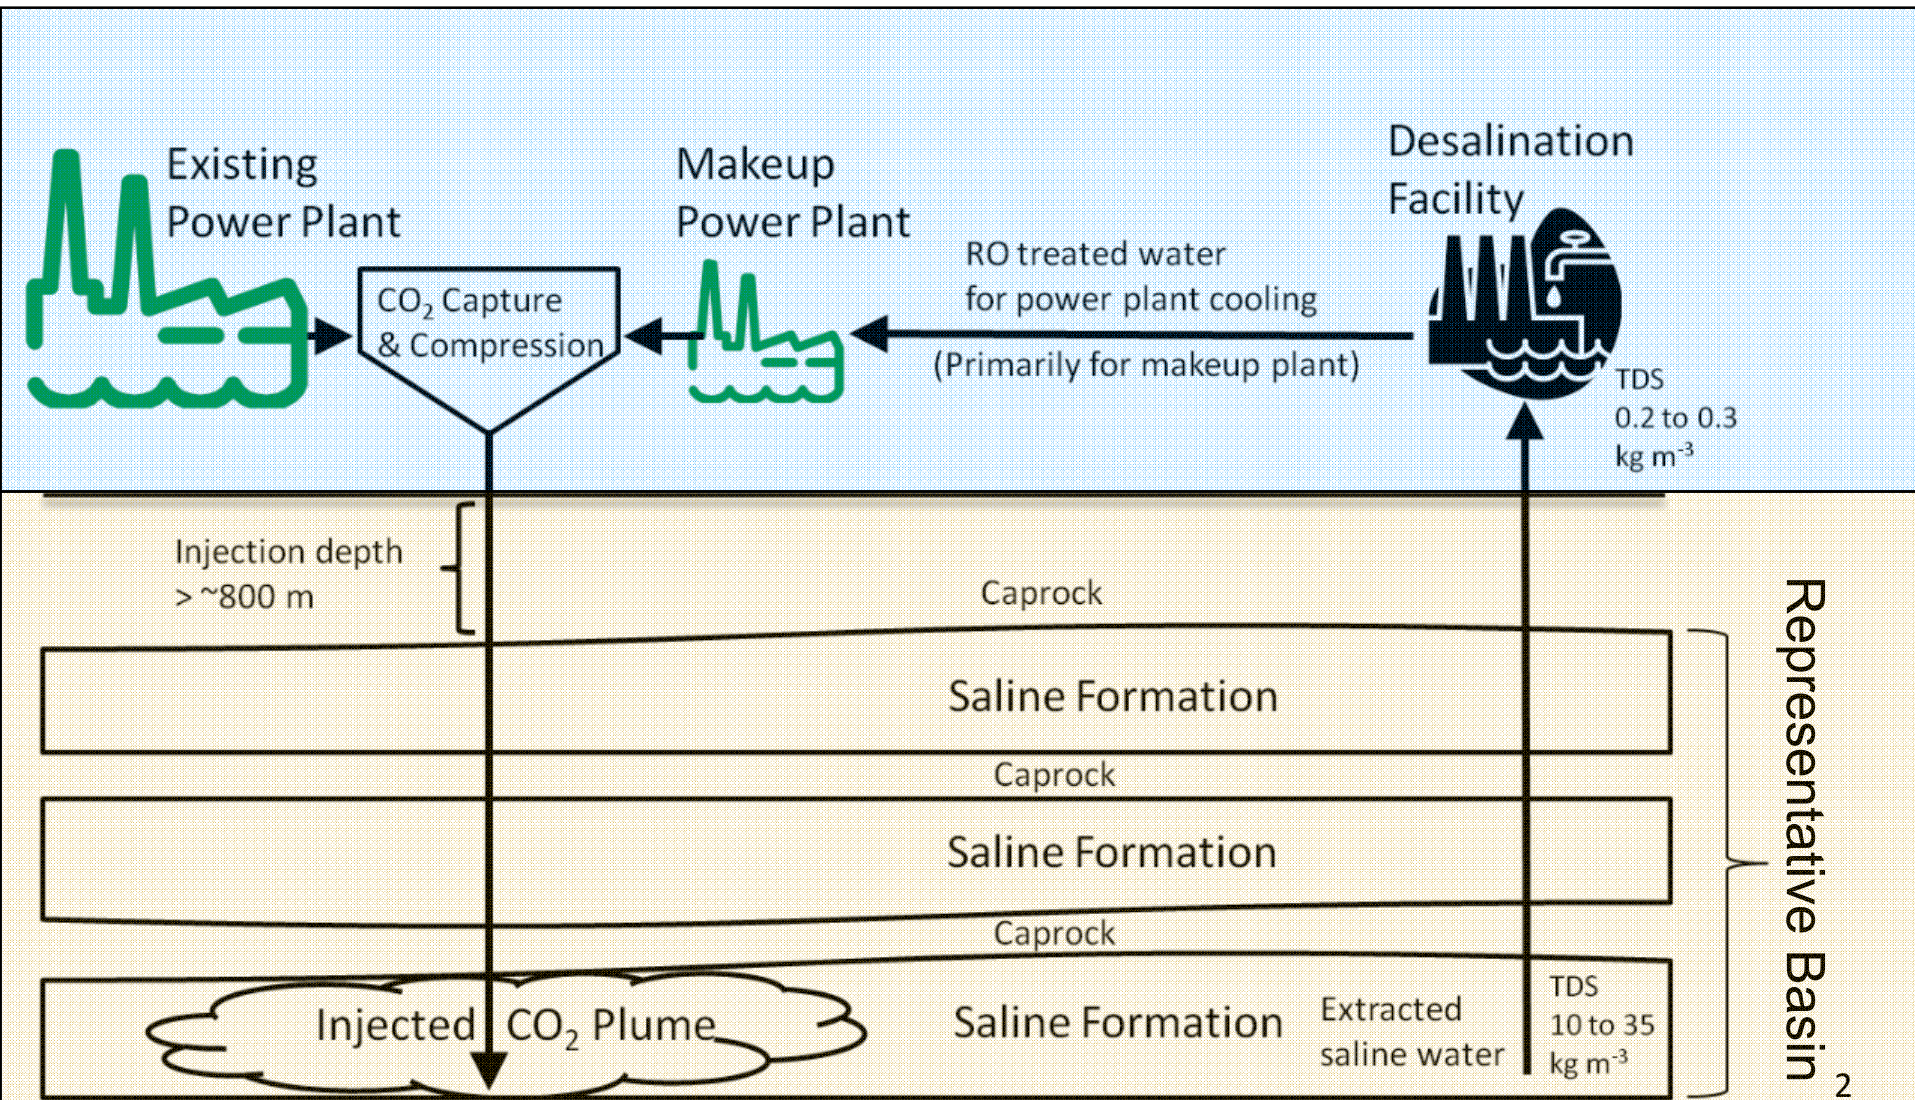 Existing
Power Plant
Makeup
Power Plant
Desalination
Facility
CO₂ Capture
& Compression
RO treated water
for power plant cooling
(Primarily for makeup plant)
TDS
0.2 to 0.3
kg m⁻³
Injection depth
> ~800 m
Caprock
Saline Formation
Caprock
Saline Formation
Caprock
Injected CO₂ Plume
Saline Formation
Extracted
saline water
TDS
10 to 35
kg m⁻³
Representative Basin
2